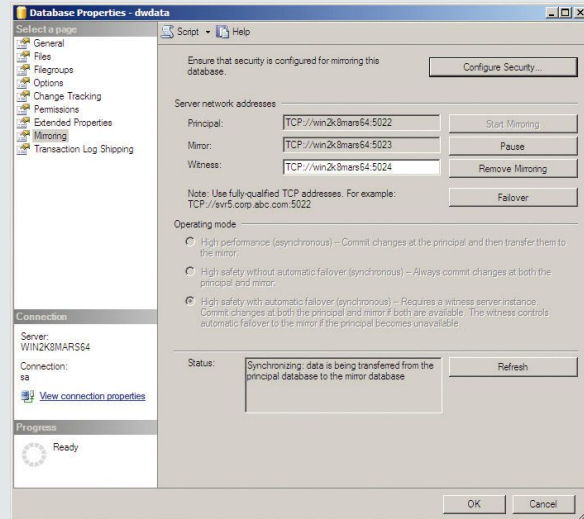 Database Properties - dwdata
Select a page
General
Files
Filegroups
Options
Change Tracking
Permissions
Extended Properties
Mirroring
Transaction Log Shipping
Script
Help
Ensure that security is configured for mirroring this
database.
Configure Security...
Server network addresses
Principal:
TCP://win2k8mars64:5022
Start Mirroring
Mirror:
TCP://win2k8mars64:5023
Pause
Witness:
TCP://win2k8mars64:5024
Remove Mirroring
Note: Use fully-qualified TCP addresses. For example:
TCP://svr5.corp.abc.com:5022
Failover
Operating mode
High performance (asynchronous) – Commit changes at the principal and then transfer them to
the mirror.
High safety without automatic failover (synchronous) – Always commit changes at both the
principal and mirror.
High safety with automatic failover (synchronous) – Requires a witness server instance.
Commit changes at both the principal and mirror if both are available. The witness controls
automatic failover to the mirror if the principal becomes unavailable.
Status:
Synchronizing: data is being transferred from the
principal database to the mirror database
Refresh
Connection
Server:
WIN2K8MARS64
Connection:
sa
View connection properties
Progress
Ready
OK
Cancel